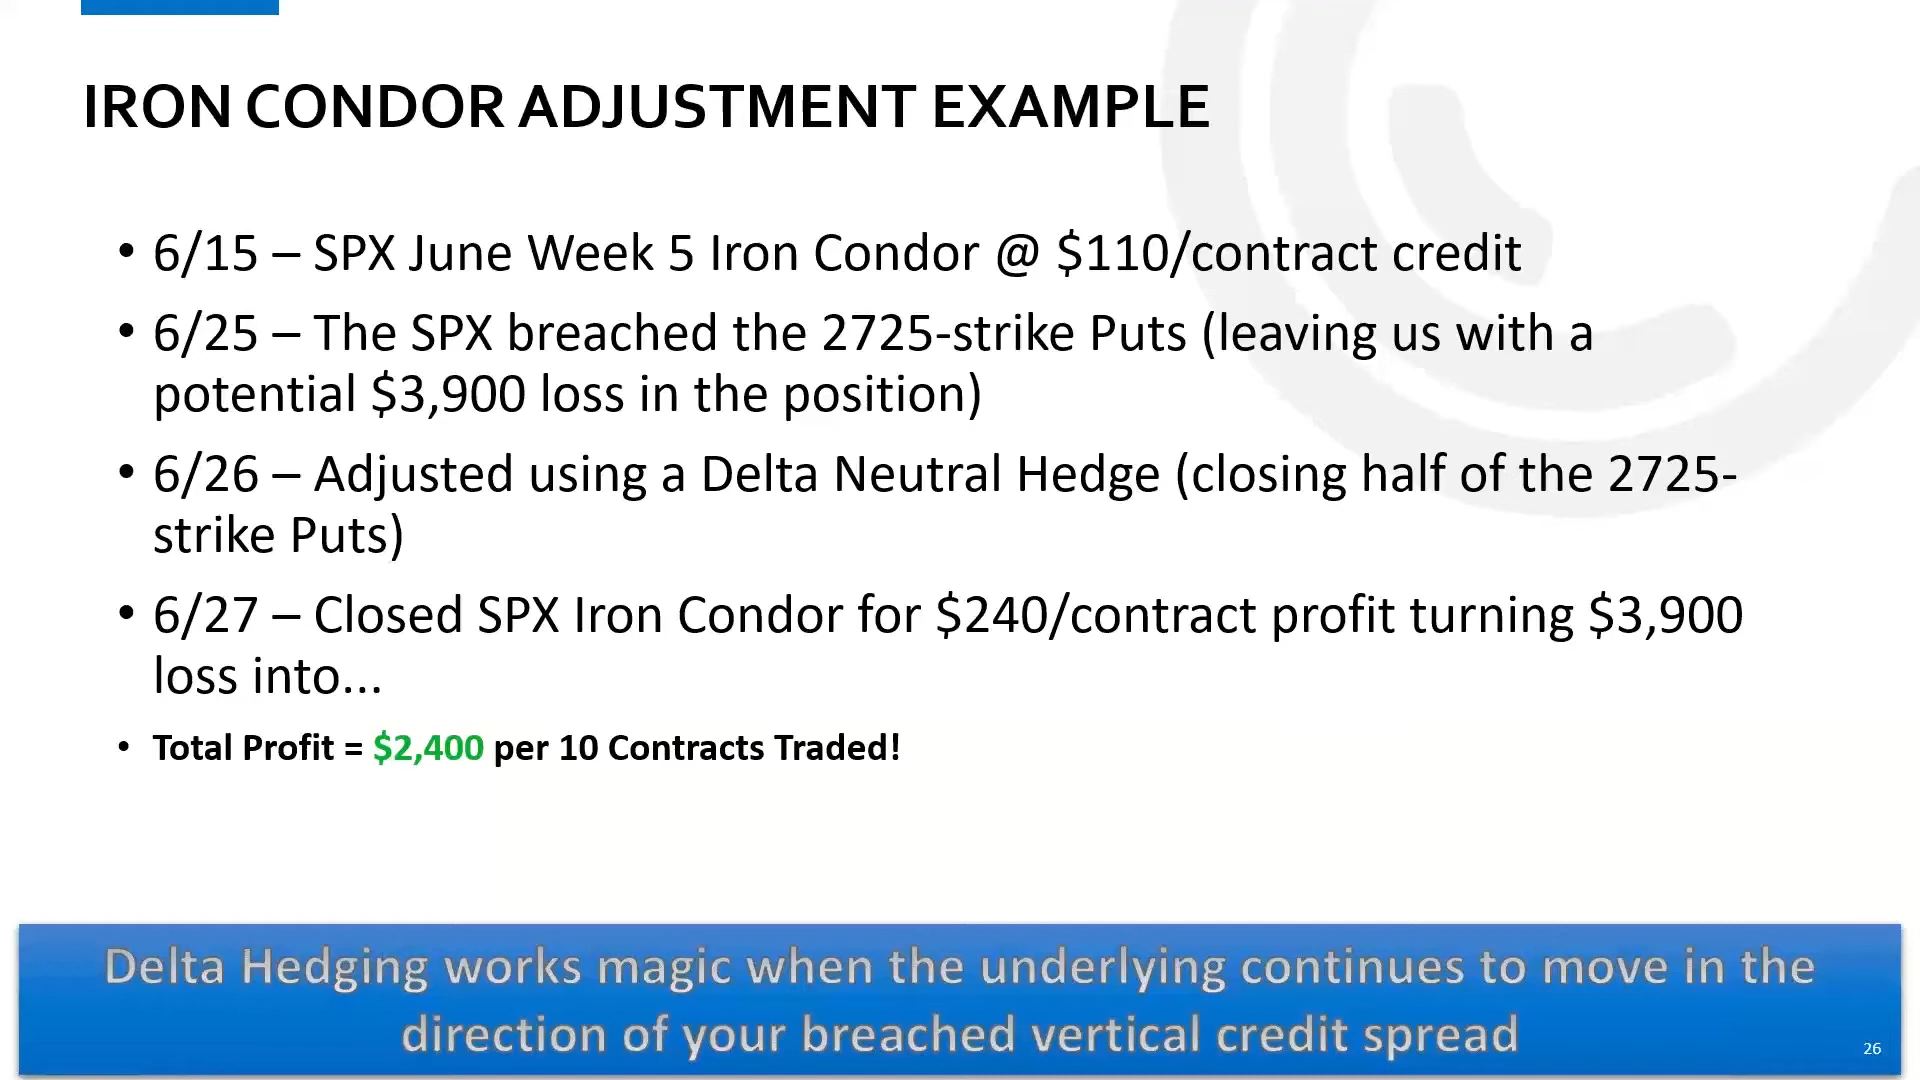 IRON CONDOR ADJUSTMENT EXAMPLE
• 6/15 – SPX June Week 5 Iron Condor @ $110/contract credit
• 6/25 – The SPX breached the 2725-strike Puts (leaving us with a
potential $3,900 loss in the position)
• 6/26 – Adjusted using a Delta Neutral Hedge (closing half of the 2725-
strike Puts)
• 6/27 – Closed SPX Iron Condor for $240/contract profit turning $3,900
loss into...
• Total Profit = $2,400 per 10 Contracts Traded!
Delta Hedging works magic when the underlying continues to move in the
direction of your breached vertical credit spread
26